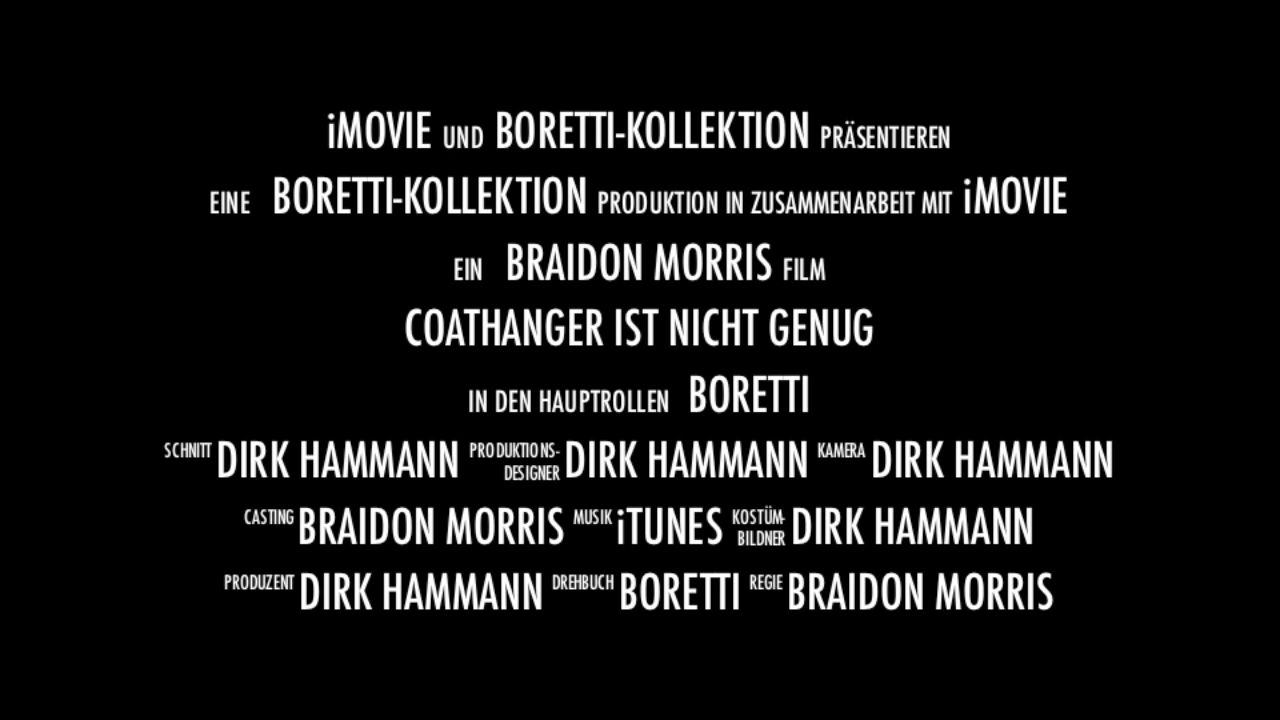 iMOVIE UND BORETTI-KOLLEKTION PRÄSENTIEREN
EINE BORETTI-KOLLEKTION PRODUKTION IN ZUSAMMENARBEIT MIT iMOVIE
EIN BRAIDON MORRIS FILM
COATHANGER IST NICHT GENUG
IN DEN HAUPTROLLEN BORETTI
SCHNITT DIRK HAMMANN PRODUKTIONS-DESIGNER DIRK HAMMANN KAMERA DIRK HAMMANN
CASTING BRAIDON MORRIS MUSIK iTUNES KOSTÜM-BILDNER DIRK HAMMANN
PRODUZENT DIRK HAMMANN DREHBUCH BORETTI REGIE BRAIDON MORRIS